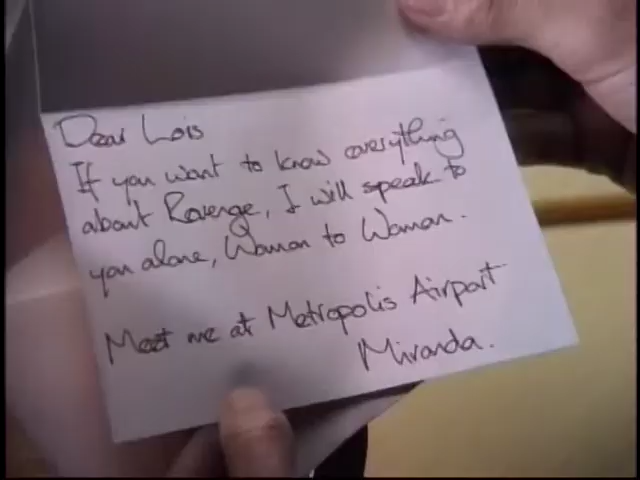 Dear Lois
If you want to know everything
about Revenge, I will speak to
you alone, Woman to Woman.
Meet me at Metropolis Airport
Miranda.